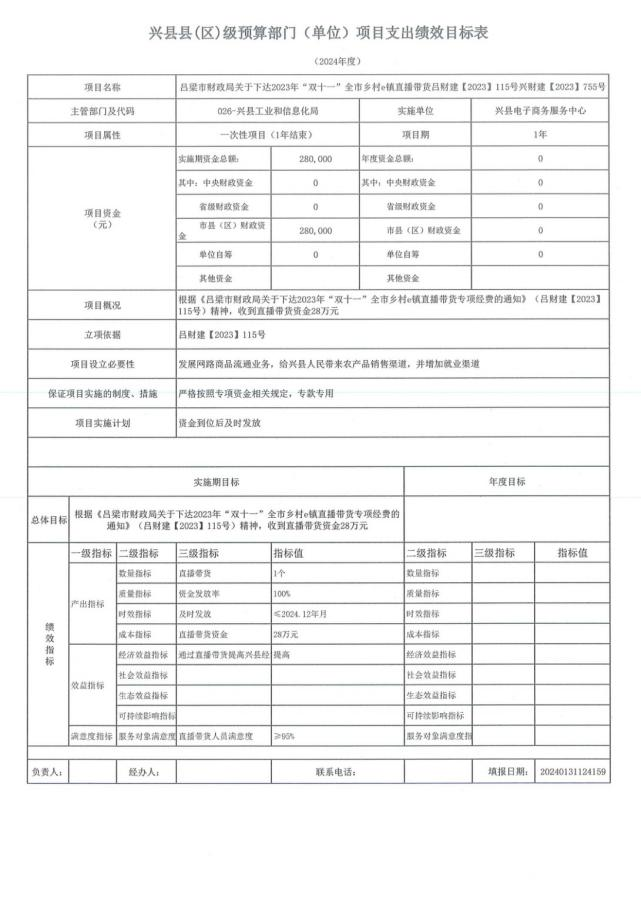 兴县县(区)级预算部门（单位）项目支出绩效目标表
（2024年度）
项目名称 吕梁市财政局关于下达2023年“双十一”全市乡村e镇直播带货吕财建【2023】115号兴财建【2023】755号
主管部门及代码 026-兴县工业和信息化局 实施单位 兴县电子商务服务中心
项目属性 一次性项目（1年结束） 项目期 1年
项目资金（元）
实施期资金总额: 280,000 年度资金总额: 0
其中: 中央财政资金 0 其中: 中央财政资金 0
省级财政资金 0 省级财政资金 0
市县（区）财政资金 280,000 市县（区）财政资金 0
单位自筹 0 单位自筹 0
其他资金 其他资金
项目概况 根据《吕梁市财政局关于下达2023年“双十一”全市乡村e镇直播带货专项经费的通知》（吕财建【2023】
115号）精神，收到直播带货资金28万元
立项依据 吕财建【2023】115号
项目设立必要性 发展网路商品流通业务，给兴县人民带来农产品销售渠道，并增加就业渠道
保证项目实施的制度、措施 严格按照专项资金相关规定，专款专用
项目实施计划 资金到位后及时发放
实施期目标 年度目标
总体目标 根据《吕梁市财政局关于下达2023年“双十一”全市乡村e镇直播带货专项经费的
通知》（吕财建【2023】115号）精神，收到直播带货资金28万元
绩效指标
一级指标 二级指标 三级指标 指标值 二级指标 三级指标 指标值
产出指标
数量指标 直播带货 1个 数量指标
质量指标 资金发放率 100% 质量指标
时效指标 及时发放 ≤2024.12年月 时效指标
成本指标 直播带货资金 28万元 成本指标
效益指标
经济效益指标 通过直播带货提高兴县经 提高 经济效益指标
社会效益指标 社会效益指标
生态效益指标 生态效益指标
可持续影响指标 可持续影响指标
满意度指标 服务对象满意度 直播带货人员满意度 ≥95% 服务对象满意度指
负责人: 经办人: 联系电话: 填报日期: 20240131124159